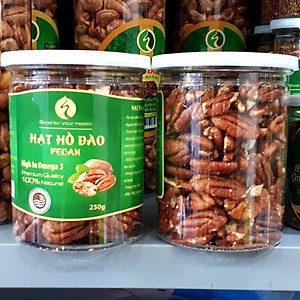 Good for your health
HẠT HỒ ĐÀO
PECAN
High In Omega 3
Premium Quality
100% Natural
250g